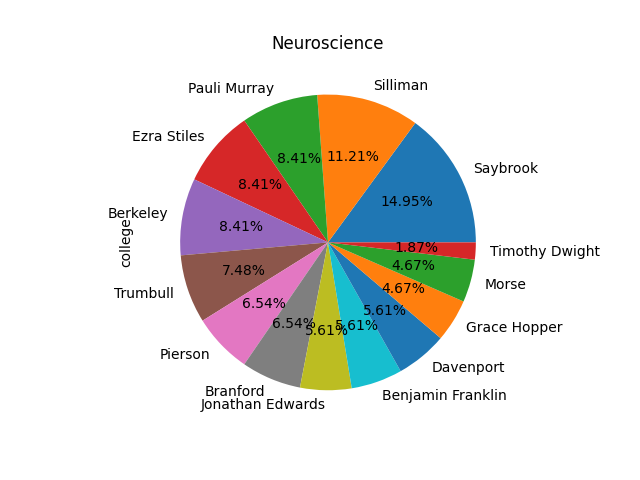 Neuroscience
Silliman
Pauli Murray
Ezra Stiles
Saybrook
8.41%
11.21%
8.41%
14.95%
Berkeley
8.41%
college
1.87%
Timothy Dwight
7.48%
4.67%
Morse
Trumbull
6.54%
4.67%
6.54%
5.61%
5.61%
5.61%
Grace Hopper
Pierson
Davenport
Branford
Benjamin Franklin
Jonathan Edwards